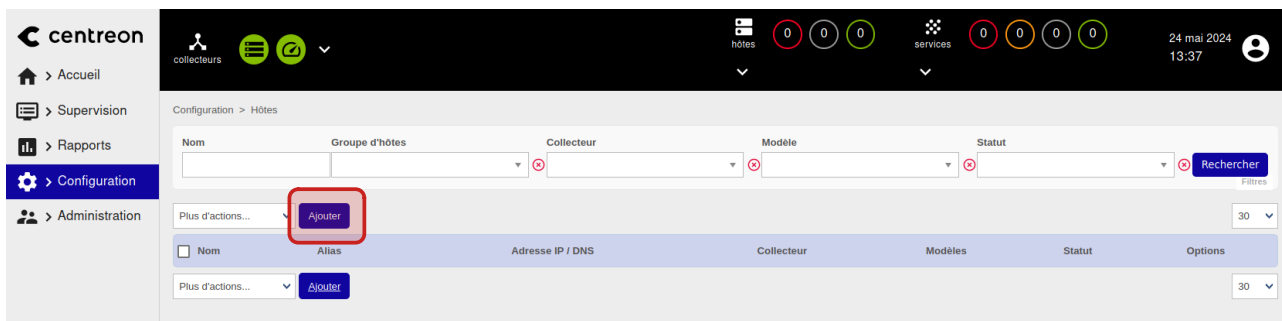 centreon
Accueil
Supervision
Rapports
Configuration
Administration
collecteurs
hôtes
0 0 0
services
0 0 0 0
24 mai 2024
13:37
Configuration > Hôtes
Nom Groupe d'hôtes Collecteur Modèle Statut
Rechercher
Filtres
Plus d'actions... Ajouter 30
Nom Alias Adresse IP / DNS Collecteur Modèles Statut Options
Plus d'actions... Ajouter 30